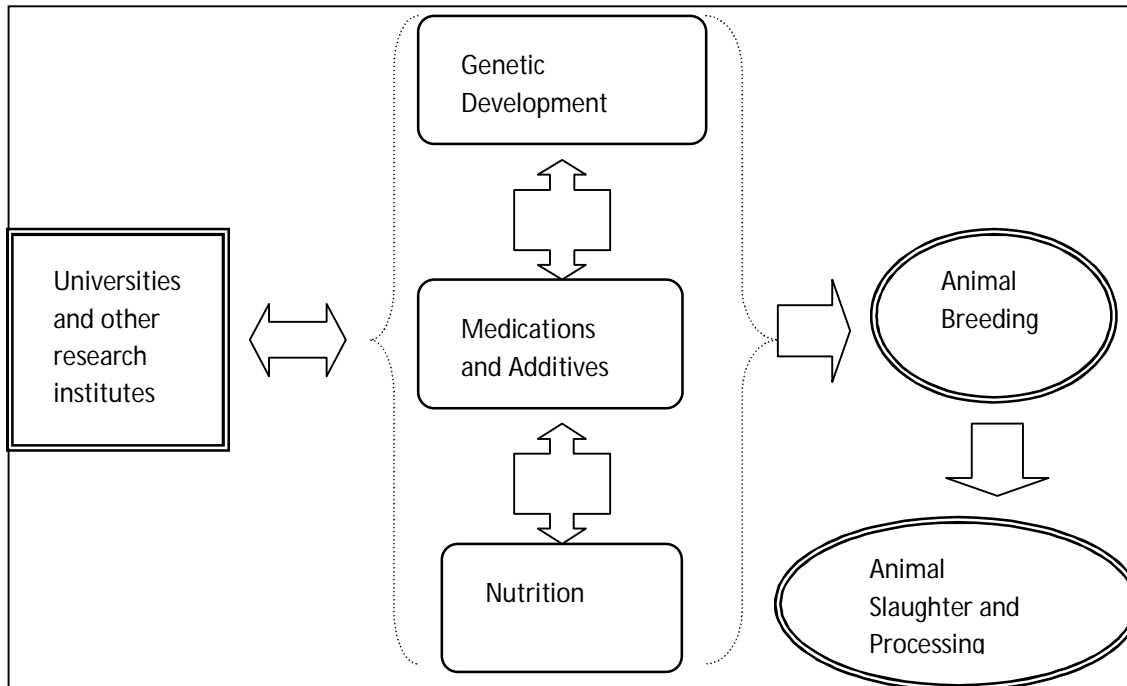 Genetic
Development
Universities
and other
research
institutes
Medications
and Additives
Animal
Breeding
Nutrition
Animal
Slaughter and
Processing